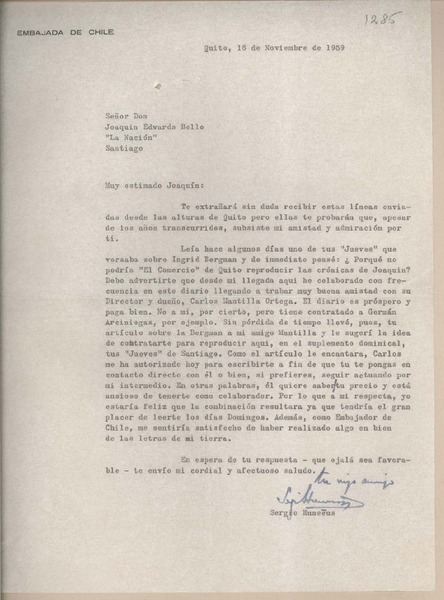 1285
EMBAJADA DE CHILE
Quito, 16 de Noviembre de 1959
Señor Don
Joaquín Edwards Bello
"La Nación"
Santiago
Muy estimado Joaquín:
Te extrañará sin duda recibir estas líneas envia-
das desde las alturas de Quito pero ellas te probarán que, apesar
de los años transcurridos, subsiste mi amistad y admiración por
ti.
Leía hace algunos días uno de tus "Jueves" que
versaba sobre Ingrid Bergman y de inmediato pensé: ¿ Porqué no
podría "El Comercio" de Quito reproducir las crónicas de Joaquín?
Debo advertirte que desde mi llegada aquí he colaborado con fre-
cuencia en este diario llegando a trabar muy buena amistad con su
Director y dueño, Carlos Mantilla Ortega. El diario es próspero y
paga bien. No a mí, por cierto, pero tiene contratado a Germán
Arciniegas, por ejemplo. Sin pérdida de tiempo llevé, pues, tu
artículo sobre la Bergman a mi amigo Mantilla y le sugerí la idea
de contratarte para reproducir aquí, en el suplemento dominical,
tus "Jueves" de Santiago. Como el artículo le encantara, Carlos
me ha autorizado hoy para escribirte a fin de que tu te pongas en
contacto directo con él o bien, si prefieres, seguir actuando por
mi intermedio. En otras palabras, él quiere saber tu precio y está
ansioso de tenerte como colaborador. Por lo que a mí respecta, yo
estaría feliz que la combinación resultara ya que tendría el gran
placer de leerte los días Domingos. Además, como Embajador de
Chile, me sentiría satisfecho de haber realizado algo en bien
de las letras de mi tierra.
En espera de tu respuesta - que ojalá sea favora-
ble - te envío mi cordial y afectuoso saludo.
tu viejo amigo
Sergio Huneeus